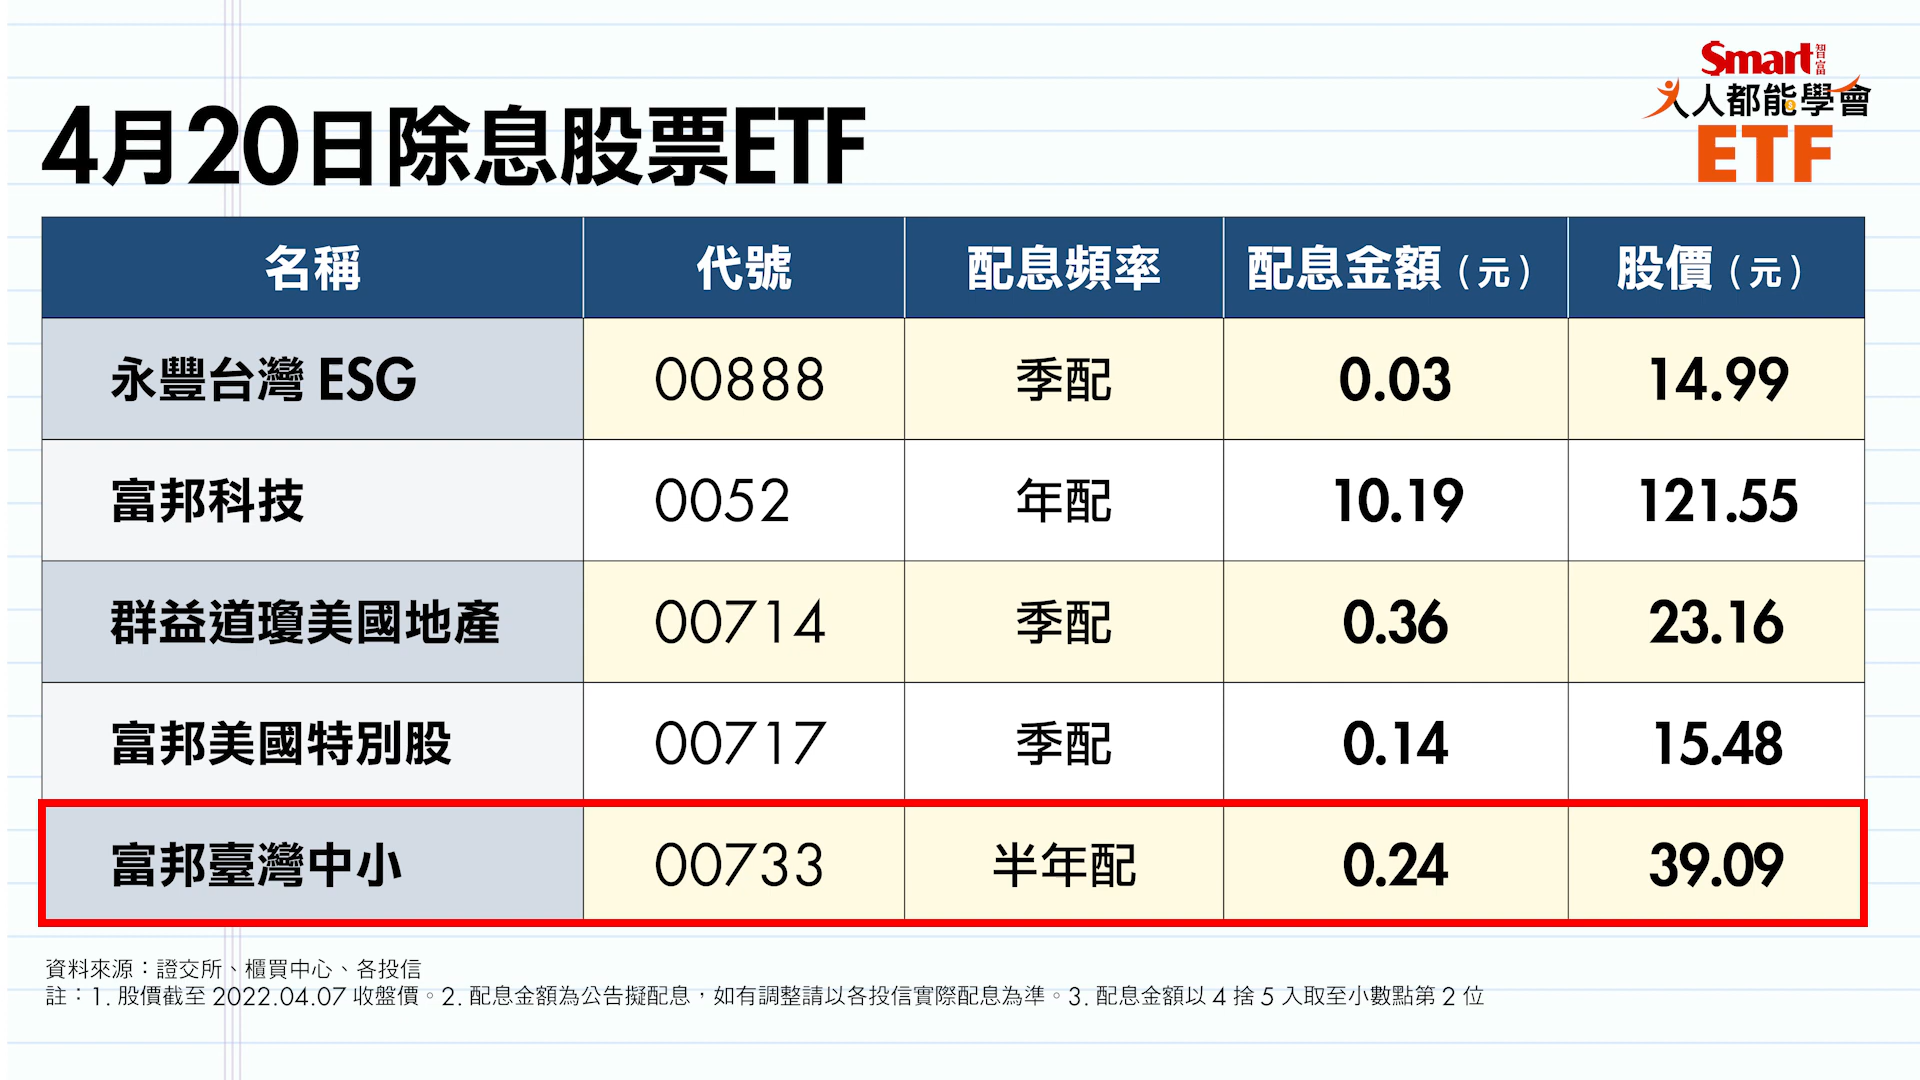 Smart智富
人人都能學會
ETF
4月20日除息股票ETF
名稱 代號 配息頻率 配息金額（元） 股價（元）
永豐台灣 ESG 00888 季配 0.03 14.99
富邦科技 0052 年配 10.19 121.55
群益道瓊美國地產 00714 季配 0.36 23.16
富邦美國特別股 00717 季配 0.14 15.48
富邦臺灣中小 00733 半年配 0.24 39.09
資料來源：證交所、櫃買中心、各投信
註：1. 股價截至 2022.04.07 收盤價。2. 配息金額為公告擬配息，如有調整請以各投信實際配息為準。3. 配息金額以 4 捨 5 入取至小數點第 2 位